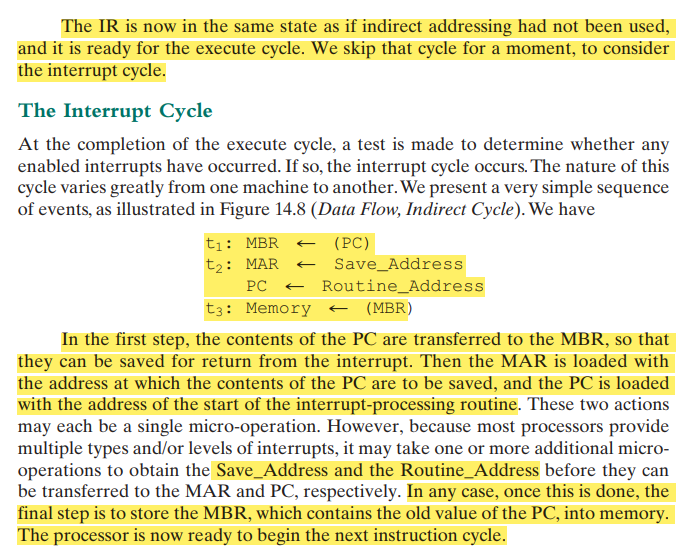 The IR is now in the same state as if indirect addressing had not been used,
and it is ready for the execute cycle. We skip that cycle for a moment, to consider
the interrupt cycle.
The Interrupt Cycle
At the completion of the execute cycle, a test is made to determine whether any
enabled interrupts have occurred. If so, the interrupt cycle occurs. The nature of this
cycle varies greatly from one machine to another. We present a very simple sequence
of events, as illustrated in Figure 14.8 (Data Flow, Indirect Cycle). We have
t₁: MBR ← (PC)
t₂: MAR ← Save_Address
PC ← Routine_Address
t₃: Memory ← (MBR)
In the first step, the contents of the PC are transferred to the MBR, so that
they can be saved for return from the interrupt. Then the MAR is loaded with
the address at which the contents of the PC are to be saved, and the PC is loaded
with the address of the start of the interrupt-processing routine. These two actions
may each be a single micro-operation. However, because most processors provide
multiple types and/or levels of interrupts, it may take one or more additional micro-
operations to obtain the Save_Address and the Routine_Address before they can
be transferred to the MAR and PC, respectively. In any case, once this is done, the
final step is to store the MBR, which contains the old value of the PC, into memory.
The processor is now ready to begin the next instruction cycle.